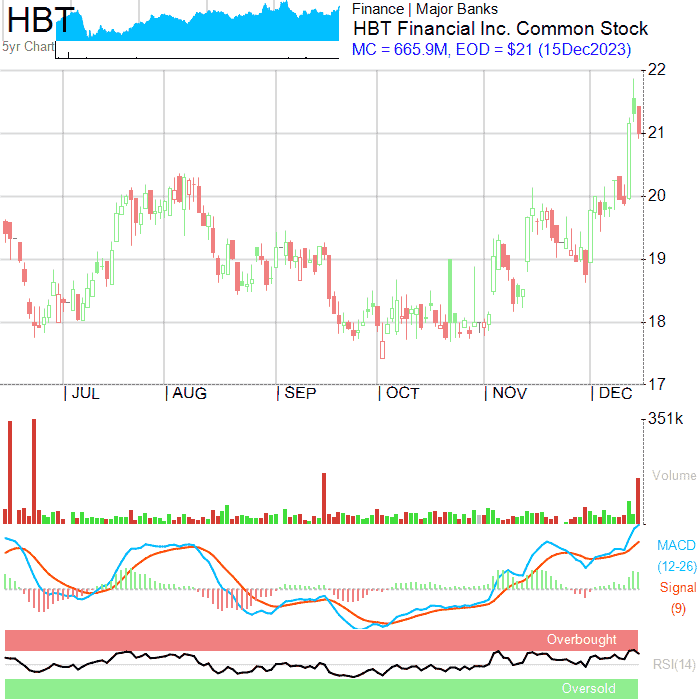 HBT
5yr Chart
Finance | Major Banks
HBT Financial Inc. Common Stock
MC = 665.9M, EOD = $21 (15Dec2023)
22
21
20
19
18
17
| JUL | AUG | SEP | OCT | NOV | DEC
351k
Volume
MACD
(12-26)
Signal
(9)
Overbought
RSI(14)
Oversold